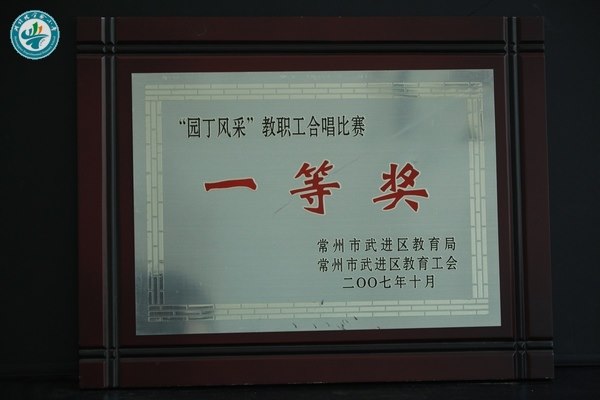 “园丁风采”教职工合唱比赛
一等奖
常州市武进区教育局
常州市武进区教育工会
二〇〇七年十月